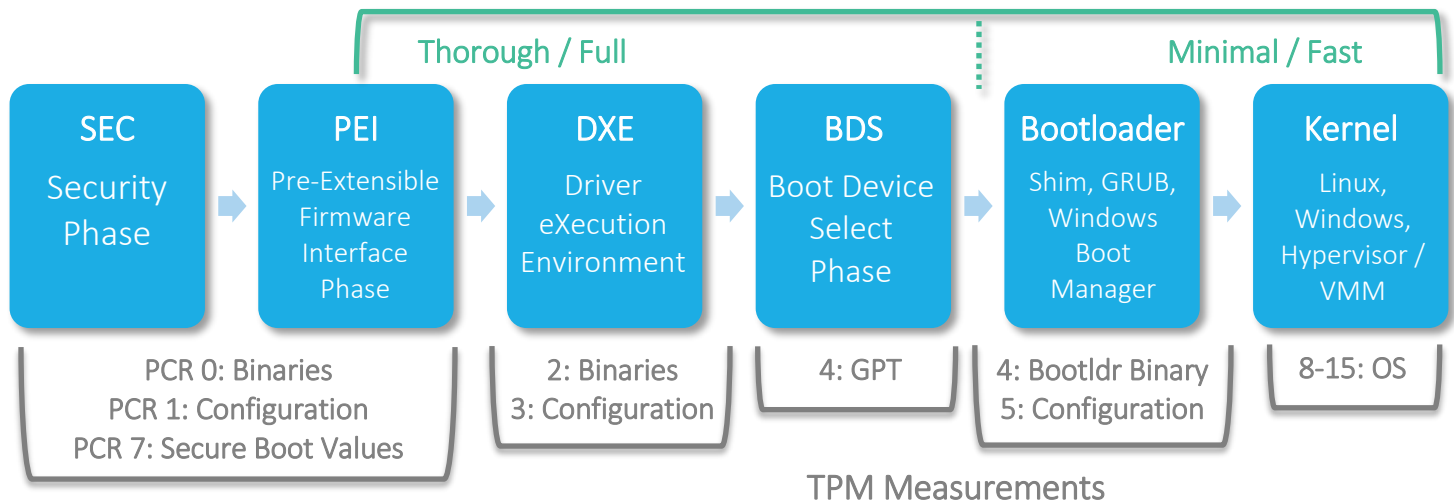 Thorough / Full
Minimal / Fast
SEC
Security
Phase
PEI
Pre-Extensible
Firmware
Interface
Phase
DXE
Driver
eXecution
Environment
BDS
Boot Device
Select
Phase
Bootloader
Shim, GRUB,
Windows
Boot
Manager
Kernel
Linux,
Windows,
Hypervisor /
VMM
PCR 0: Binaries
PCR 1: Configuration
PCR 7: Secure Boot Values
2: Binaries
3: Configuration
4: GPT
4: Bootldr Binary
5: Configuration
8-15: OS
TPM Measurements